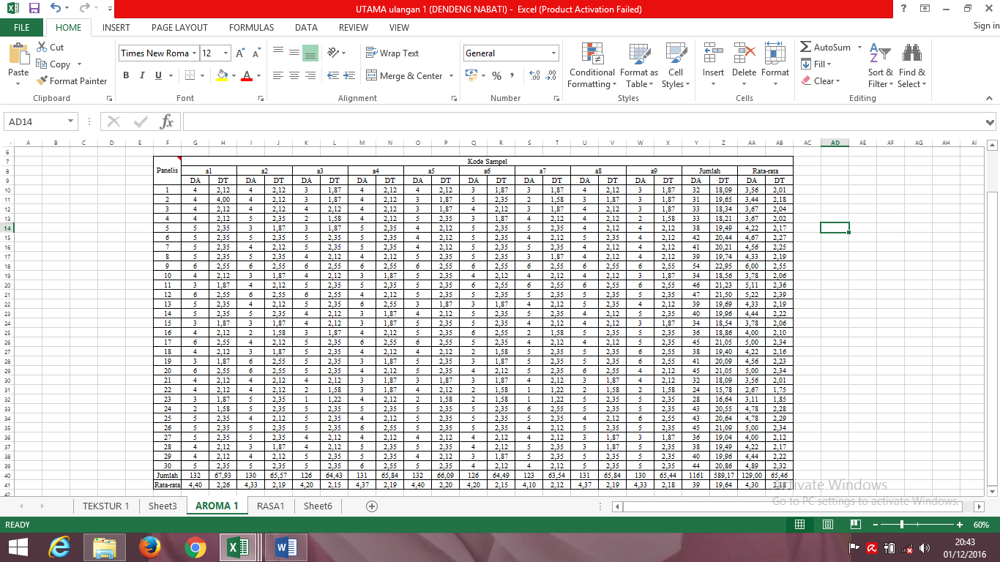 UTAMA ulangan 1 (DENDENG NABATI) - Excel (Product Activation Failed)
FILE HOME INSERT PAGE LAYOUT FORMULAS DATA REVIEW VIEW Sign in
Paste Cut Copy Format Painter Clipboard
Times New Roma 12 B I U Font
Wrap Text Merge & Center Alignment
General % Number
Conditional Formatting Format as Table Cell Styles Styles
Insert Delete Format Cells
AutoSum Fill Clear Sort & Filter Find & Select Editing
AD14 fx
A B C D E F G H I J K L M N O P Q R S T U V W X Y Z AA AB AC AD AE AF AG AH AI
6
7 Panelis Kode Sampel
8 a1 a2 a3 a4 a5 a6 a7 a8 a9 Jumlah Rata-rata
9 DA DT DA DT DA DT DA DT DA DT DA DT DA DT DA DT DA DT DA DT DA DT
10 1 4 2,12 4 2,12 3 1,87 4 2,12 4 2,12 3 1,87 3 1,87 4 2,12 3 1,87 32 18,09 3,56 2,01
11 2 4 4,00 4 2,12 3 1,87 4 2,12 3 1,87 5 2,35 2 1,58 3 1,87 3 1,87 31 19,65 3,44 2,18
12 3 4 2,12 4 2,12 4 2,12 4 2,12 3 1,87 4 2,12 3 1,87 4 2,12 3 1,87 33 18,34 3,67 2,04
13 4 4 2,12 5 2,35 2 1,58 4 2,12 5 2,35 3 1,87 4 2,12 4 2,12 2 1,58 33 18,21 3,67 2,02
14 5 5 2,35 3 1,87 3 1,87 5 2,35 4 2,12 5 2,35 5 2,35 4 2,12 4 2,12 38 19,49 4,22 2,17
15 6 5 2,35 5 2,35 5 2,35 5 2,35 4 2,12 5 2,35 4 2,12 5 2,35 4 2,12 42 20,44 4,67 2,27
16 7 5 2,35 4 2,12 5 2,35 5 2,35 4 2,12 5 2,35 5 2,35 4 2,12 4 2,12 41 20,21 4,56 2,25
17 8 5 2,35 5 2,35 4 2,12 4 2,12 5 2,35 5 2,35 3 1,87 4 2,12 4 2,12 39 19,74 4,33 2,19
18 9 6 2,55 6 2,55 6 2,55 6 2,55 6 2,55 6 2,55 6 2,55 6 2,55 6 2,55 54 22,95 6,00 2,55
19 10 4 2,12 3 1,87 4 2,12 3 1,87 5 2,35 4 2,12 4 2,12 4 2,12 3 1,87 34 18,56 3,78 2,06
20 11 3 1,87 4 2,12 5 2,35 5 2,35 5 2,35 6 2,55 6 2,55 6 2,55 6 2,55 46 21,23 5,11 2,36
21 12 6 2,55 6 2,55 6 2,55 4 2,12 5 2,35 5 2,35 5 2,35 5 2,35 5 2,35 47 21,50 5,22 2,39
22 13 5 2,35 4 2,12 5 2,35 6 2,55 3 1,87 3 1,87 4 2,12 5 2,35 4 2,12 39 19,69 4,33 2,19
23 14 5 2,35 5 2,35 4 2,12 3 1,87 4 2,12 5 2,35 5 2,35 4 2,12 5 2,35 40 19,96 4,44 2,22
24 15 3 1,87 3 1,87 4 2,12 3 1,87 5 2,35 5 2,35 4 2,12 4 2,12 3 1,87 34 18,54 3,78 2,06
25 16 4 2,12 2 1,58 3 1,87 4 2,12 5 2,35 6 2,55 2 1,58 5 2,35 5 2,35 36 18,86 4,00 2,10
26 17 6 2,55 4 2,12 5 2,35 6 2,55 6 2,55 5 2,35 4 2,12 4 2,12 5 2,35 45 21,05 5,00 2,34
27 18 4 2,12 3 1,87 5 2,35 4 2,12 4 2,12 2 1,58 5 2,35 5 2,35 6 2,55 38 19,40 4,22 2,16
28 19 3 1,87 6 2,55 5 2,35 3 1,87 5 2,35 3 1,87 5 2,35 5 2,35 6 2,55 41 20,09 4,56 2,23
29 20 6 2,55 6 2,55 5 2,35 4 2,12 5 2,35 4 2,12 5 2,35 6 2,55 4 2,12 45 21,05 5,00 2,34
30 21 4 2,12 4 2,12 4 2,12 3 1,87 3 1,87 3 1,87 4 2,12 3 1,87 4 2,12 32 18,09 3,56 2,01
31 22 4 2,12 4 2,12 2 1,58 3 1,87 4 2,12 2 1,58 1 1,22 2 1,58 2 1,58 24 15,78 2,67 1,75
32 23 3 1,87 5 2,35 1 1,22 4 2,12 2 1,58 2 1,58 1 1,22 5 2,35 5 2,35 28 16,64 3,11 1,85
33 24 2 1,58 5 2,35 5 2,35 5 2,35 5 2,35 5 2,35 6 2,55 5 2,35 5 2,35 43 20,55 4,78 2,28
34 25 5 2,35 4 2,12 5 2,35 4 2,12 5 2,35 5 2,35 5 2,35 4 2,12 6 2,55 43 20,64 4,78 2,29
35 26 5 2,35 5 2,35 5 2,35 6 2,55 5 2,35 5 2,35 4 2,12 5 2,35 5 2,35 45 21,09 5,00 2,34
36 27 5 2,35 5 2,35 4 2,12 4 2,12 4 2,12 4 2,12 4 2,12 3 1,87 3 1,87 36 19,04 4,00 2,12
37 28 4 2,12 3 1,87 4 2,12 5 2,35 5 2,35 4 2,12 5 2,35 3 1,87 5 2,35 38 19,49 4,22 2,17
38 29 4 2,12 4 2,12 5 2,35 5 2,35 4 2,12 3 1,87 5 2,35 5 2,35 5 2,35 40 19,96 4,44 2,22
39 30 5 2,35 5 2,35 5 2,35 6 2,55 5 2,35 4 2,12 4 2,12 5 2,35 5 2,35 44 20,86 4,89 2,32
40 Jumlah 132 67,93 130 65,57 126 64,43 131 65,84 132 66,09 126 64,49 123 63,54 131 65,84 130 65,44 1161 589,17 129,00 65,46
41 Rata-rata 4,40 2,26 4,33 2,19 4,20 2,15 4,37 2,19 4,40 2,20 4,20 2,15 4,10 2,12 4,37 2,19 4,33 2,18 39 19,64 4,30 2,18
42
Activate Windows
Go to PC settings to activate Windows.
TEKSTUR 1 Sheet3 AROMA 1 RASA1 Sheet6
READY 60%
20:43
01/12/2016